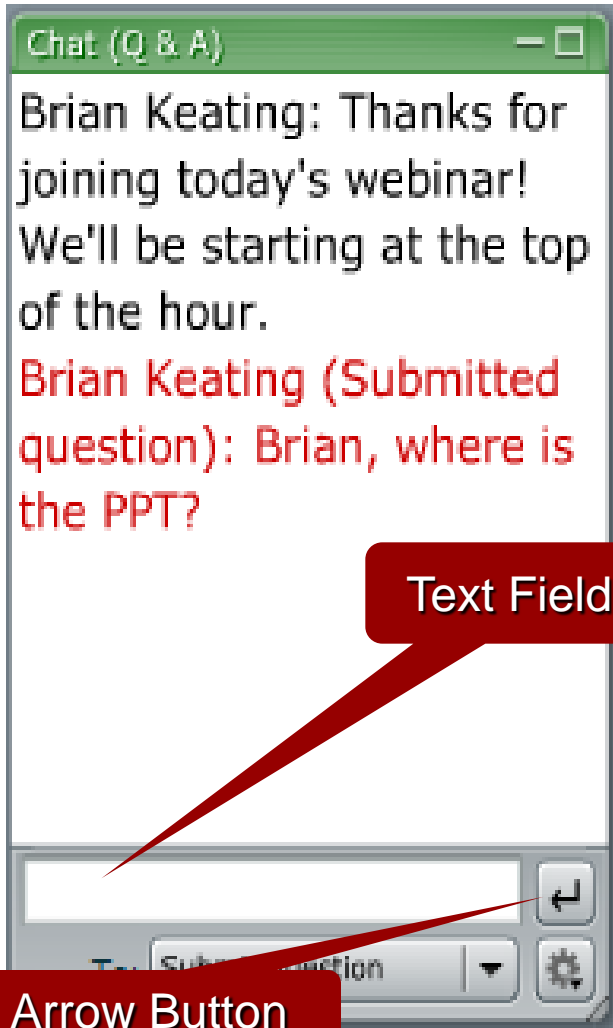 Chat (Q & A)
Brian Keating: Thanks for
joining today's webinar!
We'll be starting at the top
of the hour.
Brian Keating (Submitted
question): Brian, where is
the PPT?
Text Field
Arrow Button